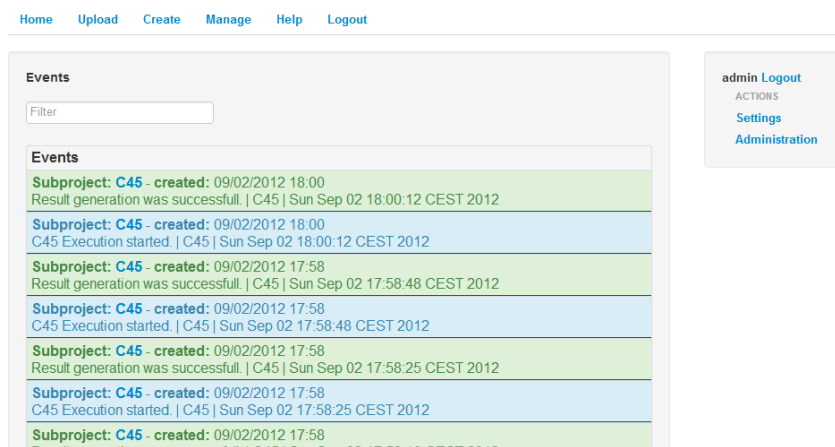 Home Upload Create Manage Help Logout
Events
Filter
Events
Subproject: C45 - created: 09/02/2012 18:00
Result generation was successfull. | C45 | Sun Sep 02 18:00:12 CEST 2012
Subproject: C45 - created: 09/02/2012 18:00
C45 Execution started. | C45 | Sun Sep 02 18:00:12 CEST 2012
Subproject: C45 - created: 09/02/2012 17:58
Result generation was successfull. | C45 | Sun Sep 02 17:58:48 CEST 2012
Subproject: C45 - created: 09/02/2012 17:58
C45 Execution started. | C45 | Sun Sep 02 17:58:48 CEST 2012
Subproject: C45 - created: 09/02/2012 17:58
Result generation was successfull. | C45 | Sun Sep 02 17:58:25 CEST 2012
Subproject: C45 - created: 09/02/2012 17:58
C45 Execution started. | C45 | Sun Sep 02 17:58:25 CEST 2012
Subproject: C45 - created: 09/02/2012 17:58
admin Logout
ACTIONS
Settings
Administration